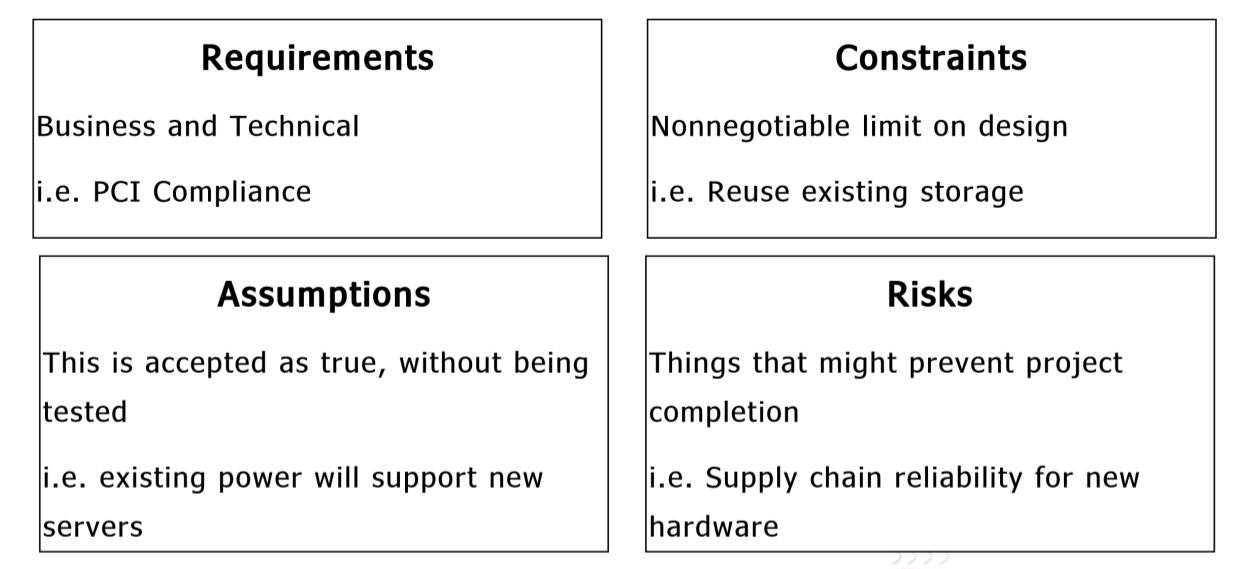 Requirements
Business and Technical
i.e. PCI Compliance
Constraints
Nonnegotiable limit on design
i.e. Reuse existing storage
Assumptions
This is accepted as true, without being
tested
i.e. existing power will support new
servers
Risks
Things that might prevent project
completion
i.e. Supply chain reliability for new
hardware